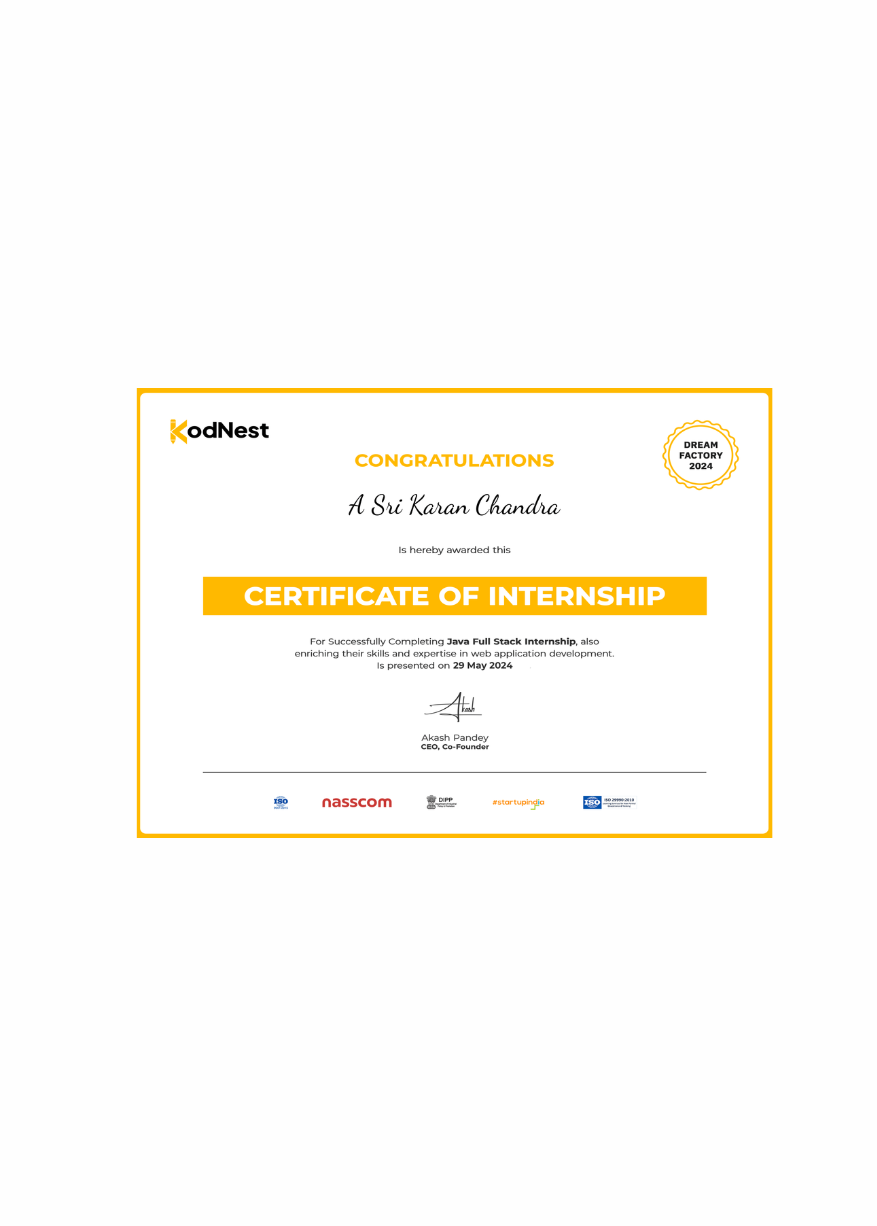 KodNest
DREAM
FACTORY
2024
CONGRATULATIONS
A Sri Karan Chandra
Is hereby awarded this
CERTIFICATE OF INTERNSHIP
For Successfully Completing Java Full Stack Internship, also
enriching their skills and expertise in web application development.
Is presented on 29 May 2024
Akash
Akash Pandey
CEO, Co-Founder
ISO
nasscom
DIPP
#startupindia
ISO
ISO 29990:2010